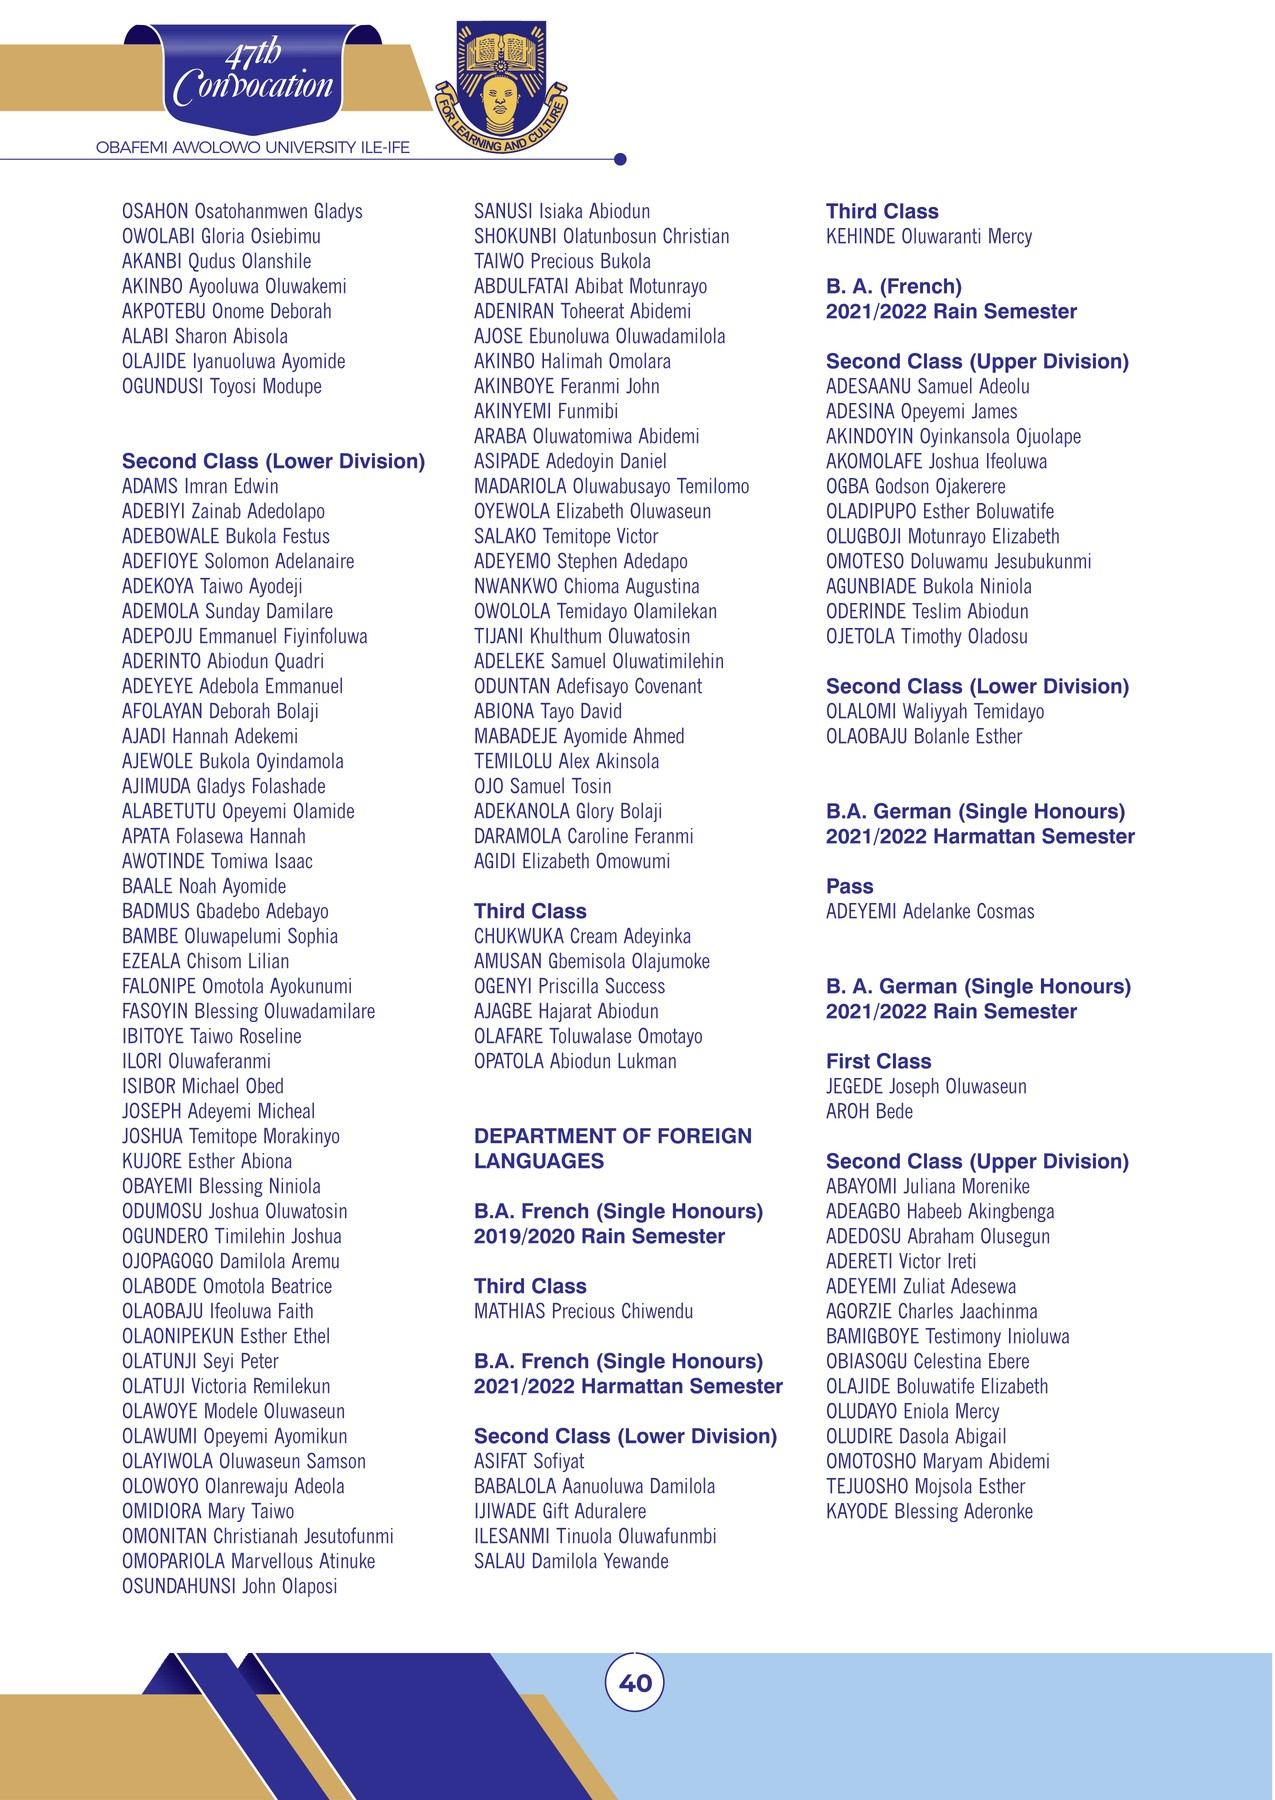 47th
Convocation
FOR LEARNING AND CULTURE
OBAFEMI AWOLOWO UNIVERSITY ILE-IFE
OSAHON Osatohanmwen Gladys
OWOLABI Gloria Osiebimu
AKANBI Qudus Olanshile
AKINBO Ayooluwa Oluwakemi
AKPOTEBU Onome Deborah
ALABI Sharon Abisola
OLAJIDE Iyanuoluwa Ayomide
OGUNDUSI Toyosi Modupe
Second Class (Lower Division)
ADAMS Imran Edwin
ADEBIYI Zainab Adedolapo
ADEBOWALE Bukola Festus
ADEFIOYE Solomon Adelanaire
ADEKOYA Taiwo Ayodeji
ADEMOLA Sunday Damilare
ADEPOJU Emmanuel Fiyinfoluwa
ADERINTO Abiodun Quadri
ADEYEYE Adebola Emmanuel
AFOLAYAN Deborah Bolaji
AJADI Hannah Adekemi
AJEWOLE Bukola Oyindamola
AJIMUDA Gladys Folashade
ALABETUTU Opeyemi Olamide
APATA Folasewa Hannah
AWOTINDE Tomiwa Isaac
BAALE Noah Ayomide
BADMUS Gbadebo Adebayo
BAMBE Oluwapelumi Sophia
EZEALA Chisom Lilian
FALONIPE Omotola Ayokunumi
FASOYIN Blessing Oluwadamilare
IBITOYE Taiwo Roseline
ILORI Oluwaferanmi
ISIBOR Michael Obed
JOSEPH Adeyemi Micheal
JOSHUA Temitope Morakinyo
KUJORE Esther Abiona
OBAYEMI Blessing Niniola
ODUMOSU Joshua Oluwatosin
OGUNDERO Timilehin Joshua
OJOPAGOGO Damilola Aremu
OLABODE Omotola Beatrice
OLAOBAJU Ifeoluwa Faith
OLAONIPEKUN Esther Ethel
OLATUNJI Seyi Peter
OLATUJI Victoria Remilekun
OLAWOYE Modele Oluwaseun
OLAWUMI Opeyemi Ayomikun
OLAYIWOLA Oluwaseun Samson
OLOWOYO Olanrewaju Adeola
OMIDIORA Mary Taiwo
OMONITAN Christianah Jesutofunmi
OMOPARIOLA Marvellous Atinuke
OSUNDAHUNSI John Olaposi
SANUSI Isiaka Abiodun
SHOKUNBI Olatunbosun Christian
TAIWO Precious Bukola
ABDULFATAI Abibat Motunrayo
ADENIRAN Toheerat Abidemi
AJOSE Ebunoluwa Oluwadamilola
AKINBO Halimah Omolara
AKINBOYE Feranmi John
AKINYEMI Funmibi
ARABA Oluwatomiwa Abidemi
ASIPADE Adedoyin Daniel
MADARIOLA Oluwabusayo Temilomo
OYEWOLA Elizabeth Oluwaseun
SALAKO Temitope Victor
ADEYEMO Stephen Adedapo
NWANKWO Chioma Augustina
OWOLOLA Temidayo Olamilekan
TIJANI Khulthum Oluwatosin
ADELEKE Samuel Oluwatimilehin
ODUNTAN Adefisayo Covenant
ABIONA Tayo David
MABADEJE Ayomide Ahmed
TEMILOLU Alex Akinsola
OJO Samuel Tosin
ADEKANOLA Glory Bolaji
DARAMOLA Caroline Feranmi
AGIDI Elizabeth Omowumi
Third Class
CHUKWUKA Cream Adeyinka
AMUSAN Gbemisola Olajumoke
OGENYI Priscilla Success
AJAGBE Hajarat Abiodun
OLAFARE Toluwalase Omotayo
OPATOLA Abiodun Lukman
DEPARTMENT OF FOREIGN
LANGUAGES
B.A. French (Single Honours)
2019/2020 Rain Semester
Third Class
MATHIAS Precious Chiwendu
B.A. French (Single Honours)
2021/2022 Harmattan Semester
Second Class (Lower Division)
ASIFAT Sofiyat
BABALOLA Aanuoluwa Damilola
IJIWADE Gift Aduralere
ILESANMI Tinuola Oluwafunmbi
SALAU Damilola Yewande
Third Class
KEHINDE Oluwaranti Mercy
B. A. (French)
2021/2022 Rain Semester
Second Class (Upper Division)
ADESAANU Samuel Adeolu
ADESINA Opeyemi James
AKINDOYIN Oyinkansola Ojuolape
AKOMOLAFE Joshua Ifeoluwa
OGBA Godson Ojakerere
OLADIPUPO Esther Boluwatife
OLUGBOJI Motunrayo Elizabeth
OMOTESO Doluwamu Jesubukunmi
AGUNBIADE Bukola Niniola
ODERINDE Teslim Abiodun
OJETOLA Timothy Oladosu
Second Class (Lower Division)
OLALOMI Waliyyah Temidayo
OLAOBAJU Bolanle Esther
B.A. German (Single Honours)
2021/2022 Harmattan Semester
Pass
ADEYEMI Adelanke Cosmas
B. A. German (Single Honours)
2021/2022 Rain Semester
First Class
JEGEDE Joseph Oluwaseun
AROH Bede
Second Class (Upper Division)
ABAYOMI Juliana Morenike
ADEAGBO Habeeb Akingbenga
ADEDOSU Abraham Olusegun
ADERETI Victor Ireti
ADEYEMI Zuliat Adesewa
AGORZIE Charles Jaachinma
BAMIGBOYE Testimony Inioluwa
OBIASOGU Celestina Ebere
OLAJIDE Boluwatife Elizabeth
OLUDAYO Eniola Mercy
OLUDIRE Dasola Abigail
OMOTOSHO Maryam Abidemi
TEJUOSHO Mojsola Esther
KAYODE Blessing Aderonke
40